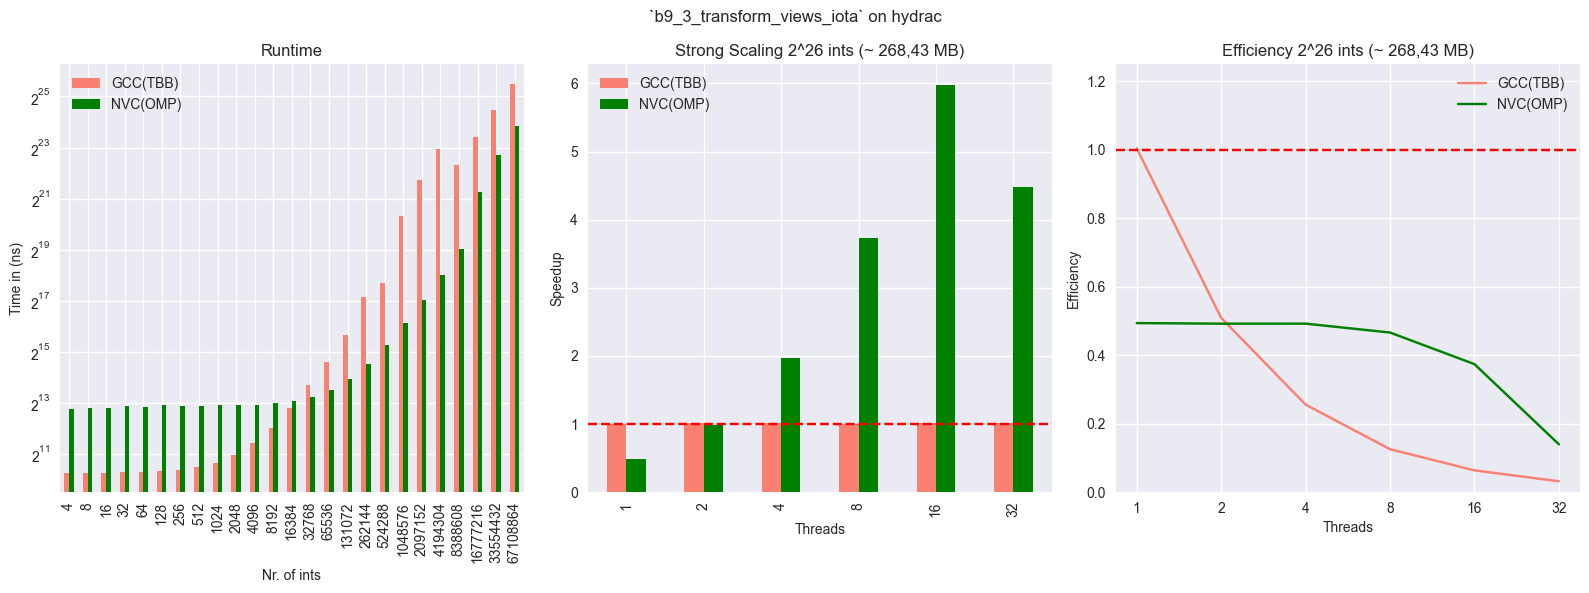 `b9_3_transform_views_iota` on hydrac
Runtime
GCC(TBB)
NVC(OMP)
Time in (ns)
2^25
2^23
2^21
2^19
2^17
2^15
2^13
2^11
4 8 16 32 64 128 256 512 1024 2048 4096 8192 16384 32768 65536 131072 262144 524288 1048576 2097152 4194304 8388608 16777216 33554432 67108864
Nr. of ints
Strong Scaling 2^26 ints (~ 268,43 MB)
GCC(TBB)
NVC(OMP)
Speedup
6
5
4
3
2
1
0
1 2 4 8 16 32
Threads
Efficiency 2^26 ints (~ 268,43 MB)
GCC(TBB)
NVC(OMP)
Efficiency
1.2
1.0
0.8
0.6
0.4
0.2
0.0
1 2 4 8 16 32
Threads